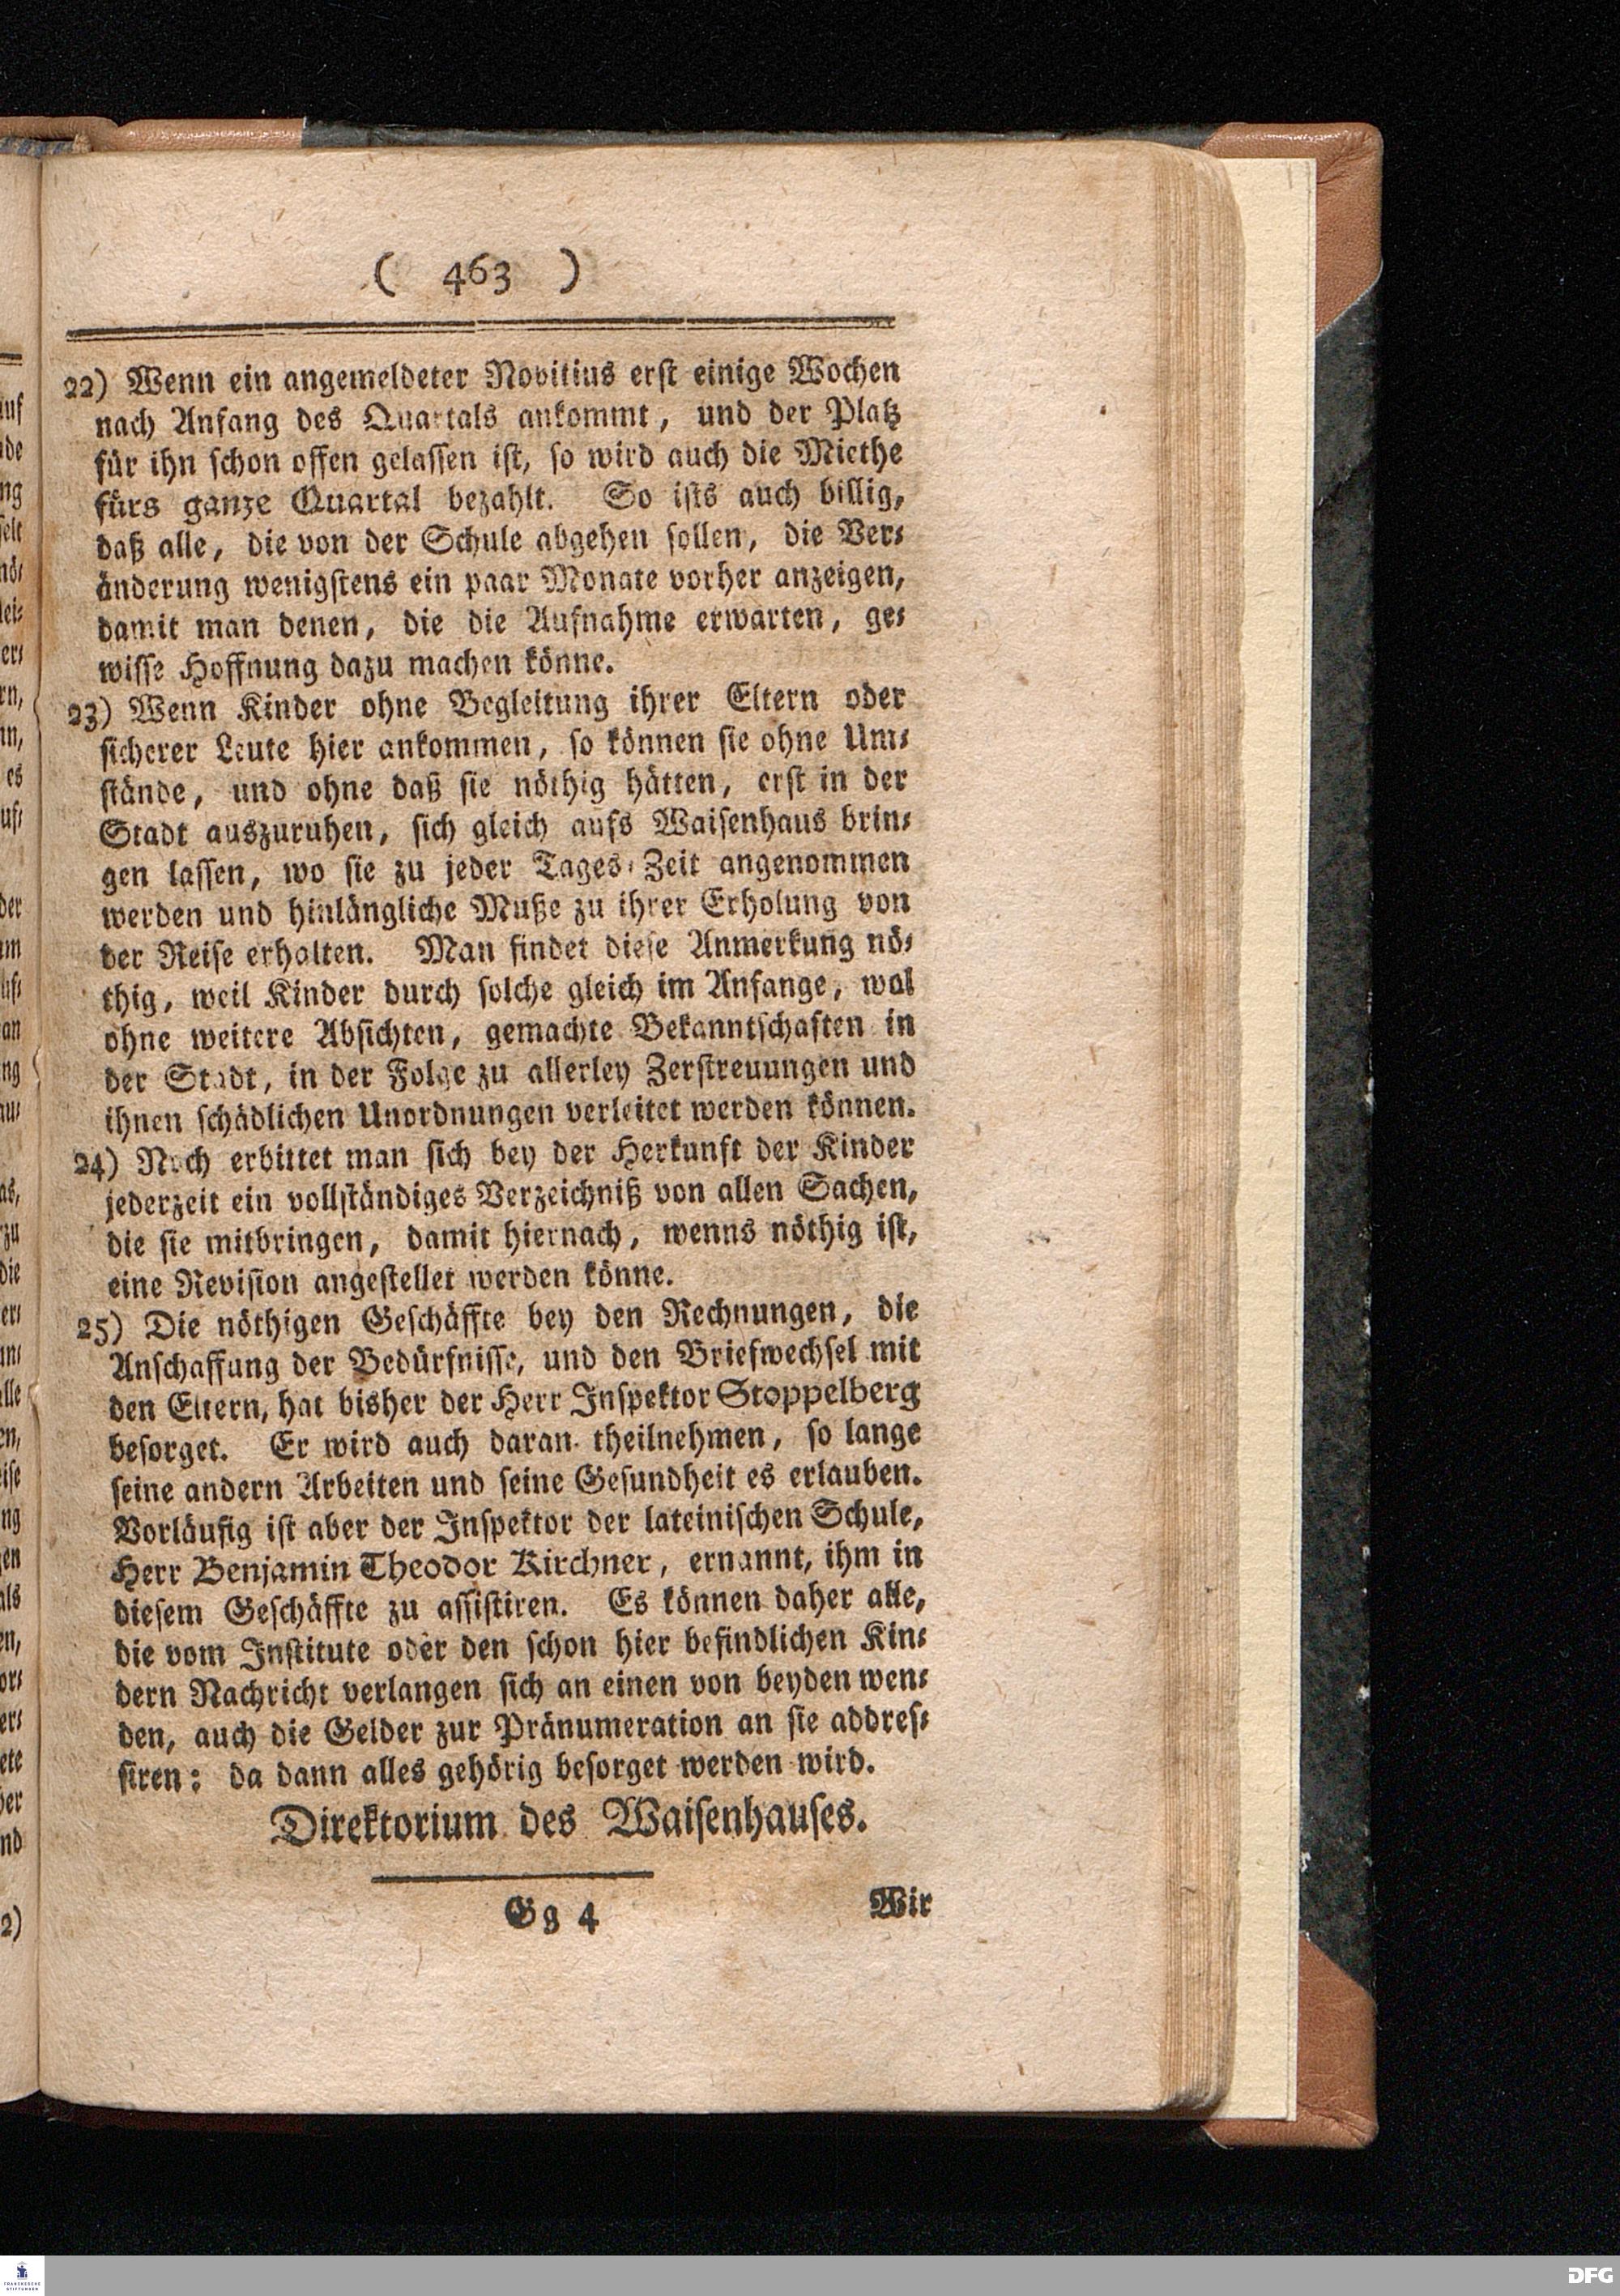 ( 463 )
22) Wenn ein angemeldeter Novitius erst einige Wochen
nach Anfang des Quartals ankommt, und der Platz
für ihn schon offen gelassen ist, so wird auch die Miethe
fürs ganze Quartal bezahlt. So ists auch billig,
daß alle, die von der Schule abgehen sollen, die Ver-
änderung wenigstens ein paar Monate vorher anzeigen,
damit man denen, die die Aufnahme erwarten, ge-
wisse Hoffnung dazu machen könne.
23) Wenn Kinder ohne Begleitung ihrer Eltern oder
sicherer Leute hier ankommen, so können sie ohne Um-
stände, und ohne daß sie nöthig hätten, erst in der
Stadt auszuruhen, sich gleich aufs Waisenhaus brin-
gen lassen, wo sie zu jeder Tages-Zeit angenommen
werden und hinlängliche Muße zu ihrer Erholung von
der Reise erhalten. Man findet diese Anmerkung nö-
thig, weil Kinder durch solche gleich im Anfange, wal
ohne weitere Absichten, gemachte Bekanntschaften in
der Stadt, in der Folge zu allerley Zerstreuungen und
ihnen schädlichen Unordnungen verleitet werden können.
24) Noch erbittet man sich bey der Herkunft der Kinder
jederzeit ein vollständiges Verzeichniß von allen Sachen,
die sie mitbringen, damit hiernach, wenns nöthig ist,
eine Revision angestellet werden könne.
25) Die nöthigen Geschäffte bey den Rechnungen, die
Anschaffung der Bedürfnisse, und den Briefwechsel mit
den Eltern, hat bisher der Herr Inspektor Stoppelberg
besorget. Er wird auch daran theilnehmen, so lange
seine andern Arbeiten und seine Gesundheit es erlauben.
Vorläufig ist aber der Inspektor der lateinischen Schule,
Herr Benjamin Theodor Kirchner, ernannt, ihm in
diesem Geschäffte zu assistiren. Es können daher alle,
die vom Institute oder den schon hier befindlichen Kin-
dern Nachricht verlangen sich an einen von beyden wen-
den, auch die Gelder zur Pränumeration an sie addres-
siren: da dann alles gehörig besorget werden wird.
Direktorium des Waisenhauses.
Gg 4 Wir
FRANCKESCHE
STIFTUNGEN
DFG